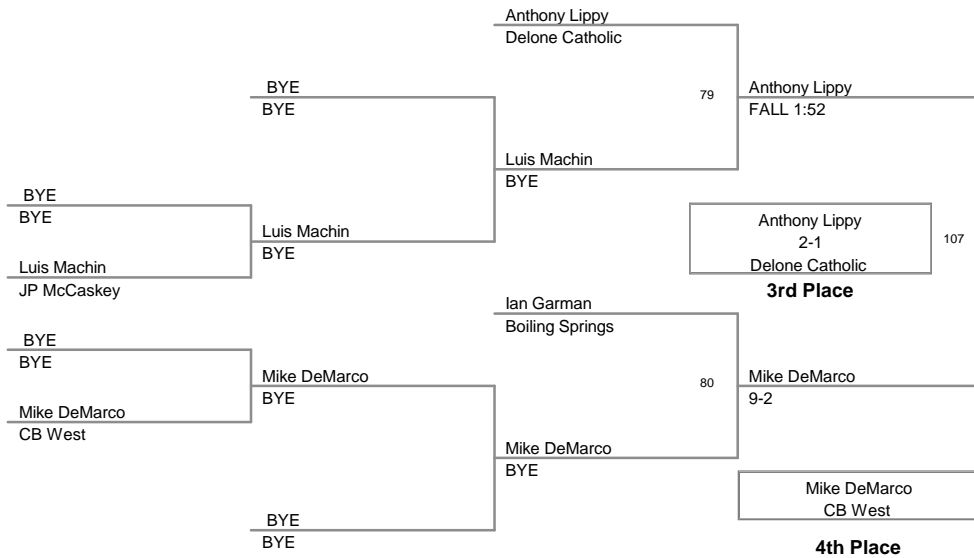 Anthony Lippy
Delone Catholic
BYE
BYE
79
Anthony Lippy
FALL 1:52
Luis Machin
BYE
BYE
BYE
Luis Machin
BYE
Anthony Lippy
2-1
Delone Catholic
107
Luis Machin
JP McCaskey
3rd Place
Ian Garman
Boiling Springs
BYE
BYE
Mike DeMarco
BYE
80
Mike DeMarco
9-2
Mike DeMarco
CB West
Mike DeMarco
BYE
Mike DeMarco
CB West
BYE
BYE
4th Place